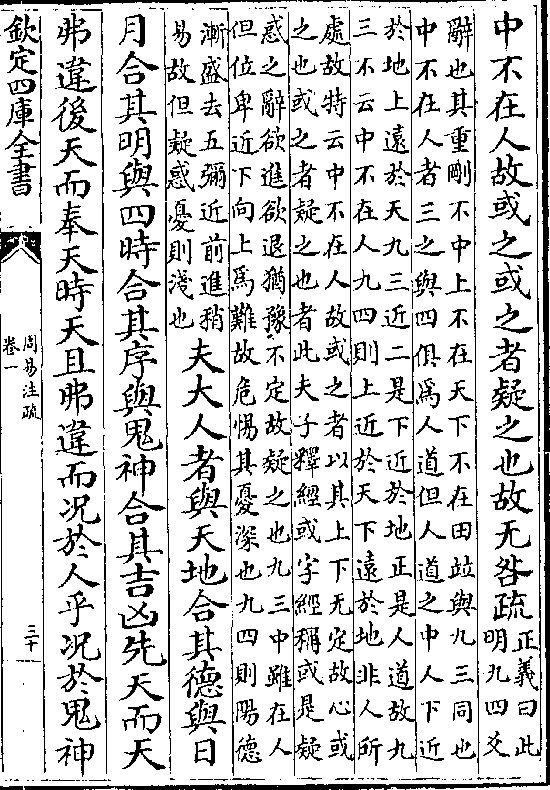 中不在人故或之或之者疑之也故无咎疏正義曰此
明九四爻
辭也其重剛不中上不在天下不在田竝與九三同也
中不在人者三之與四俱爲人道但人道之中人下近
於地上遠於天九三近二是下近於地正是人道故九
三不云中不在人九四則上近於天下遠於地非人所
處故特云中不在人故或之者以其上下无定故心或
之也或之者疑之也者此夫子釋經或字經稱或是疑
惑之辭欲進欲退猶豫不定故疑之也九三中雖在人
但位卑近下向上爲難故危惕其憂深也九四則陽德
漸盛去五彌近前進稍
易故但疑惑憂則淺也
夫大人者與天地合其德與日
月合其明與四時合其序與鬼神合其吉凶先天而天
弗違後天而奉天時天且弗違而况於人乎况於鬼神
欽定四庫全書
周易注疏
卷一
三十